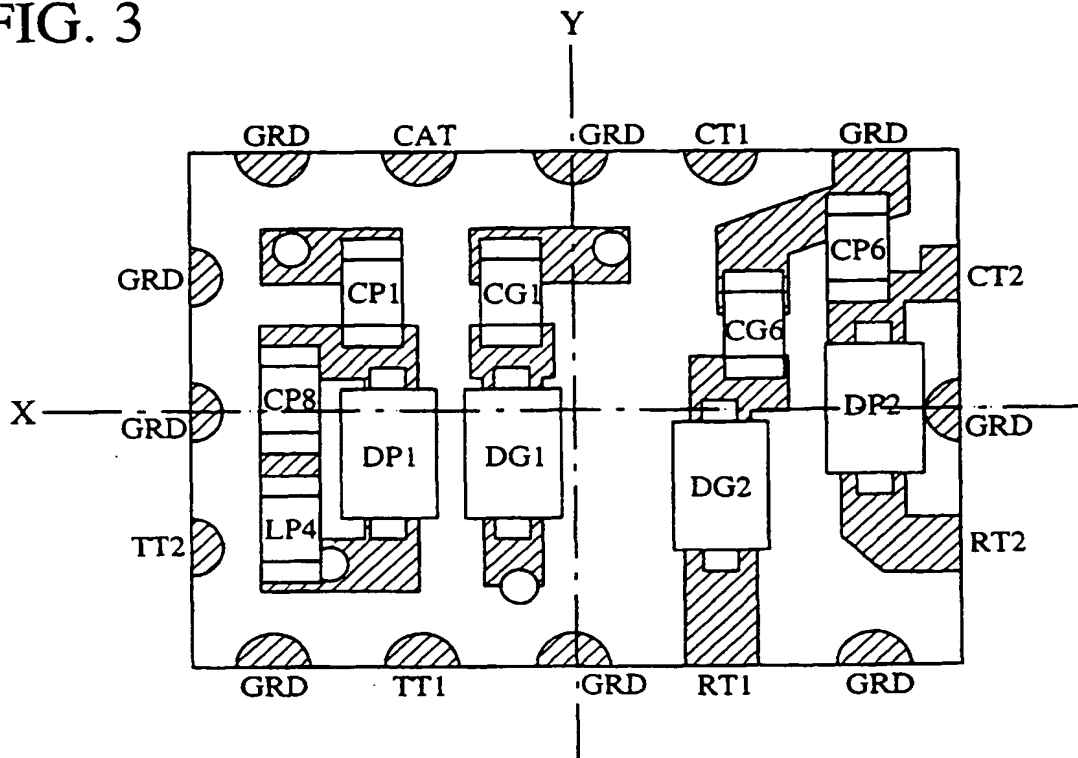 FIG. 3
Y
GRD CAT GRD CT1 GRD
GRD CP1 CG1 CP6 CT2
CG6
X GRD CP8 DP1 DG1 DP2 GRD
DG2
TT2 LP4 RT2
GRD TT1 GRD RT1 GRD